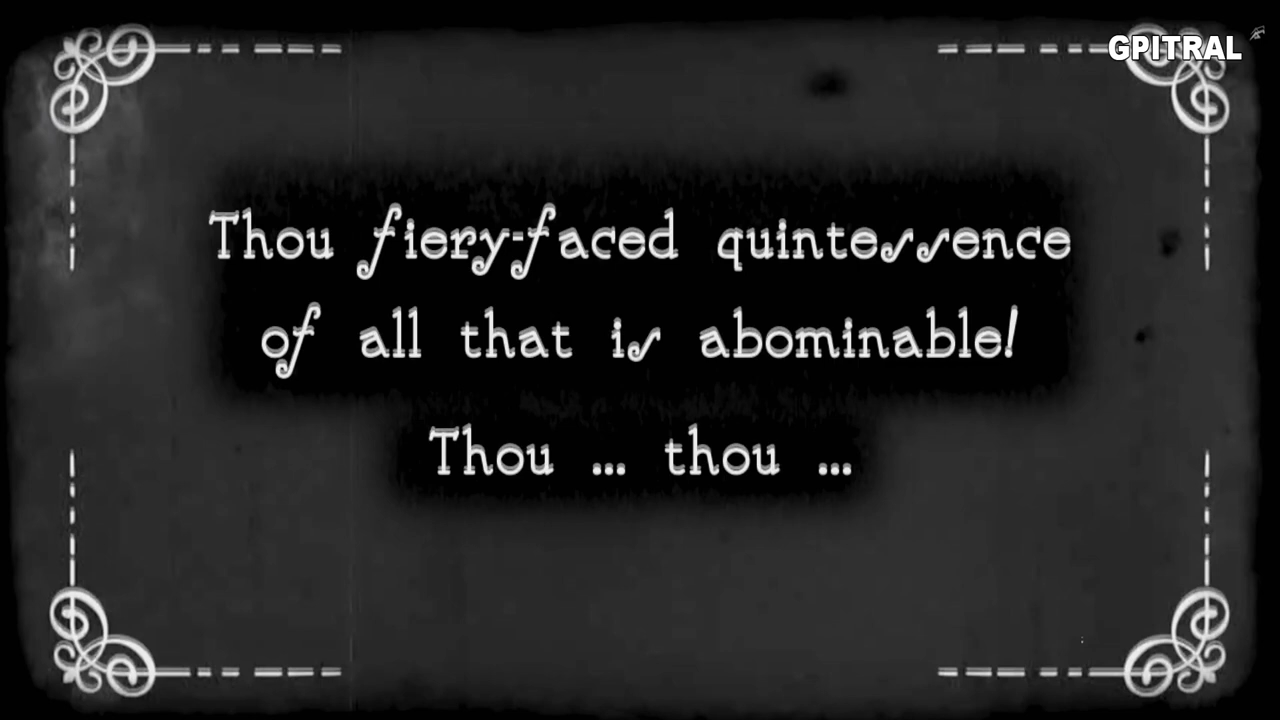 GPITRAL
Thou fiery-faced quintessence
of all that is abominable!
Thou ... thou ...